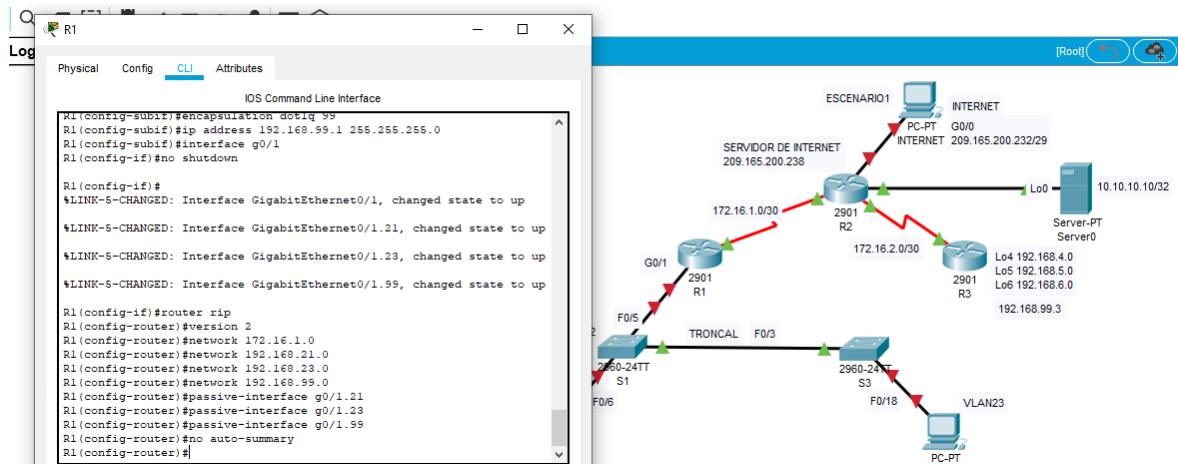 Log
R1
Physical Config CLI Attributes
IOS Command Line Interface
R1(config-subif)#encapsulation dot1q 99
R1(config-subif)#ip address 192.168.99.1 255.255.255.0
R1(config-subif)#interface g0/1
R1(config-if)#no shutdown
R1(config-if)#
%LINK-5-CHANGED: Interface GigabitEthernet0/1, changed state to up
%LINK-5-CHANGED: Interface GigabitEthernet0/1.21, changed state to up
%LINK-5-CHANGED: Interface GigabitEthernet0/1.23, changed state to up
%LINK-5-CHANGED: Interface GigabitEthernet0/1.99, changed state to up
R1(config-if)#router rip
R1(config-router)#version 2
R1(config-router)#network 172.16.1.0
R1(config-router)#network 192.168.21.0
R1(config-router)#network 192.168.23.0
R1(config-router)#network 192.168.99.0
R1(config-router)#passive-interface g0/1.21
R1(config-router)#passive-interface g0/1.23
R1(config-router)#passive-interface g0/1.99
R1(config-router)#no auto-summary
R1(config-router)#
[Root]
ESCENARIO1
INTERNET
PC-PT
INTERNET
G0/0
209.165.200.232/29
SERVIDOR DE INTERNET
209.165.200.238
Lo0
10.10.10.10/32
Server-PT
Server0
172.16.1.0/30
2901
R2
172.16.2.0/30
2901
R3
Lo4 192.168.4.0
Lo5 192.168.5.0
Lo6 192.168.6.0
192.168.99.3
G0/1
2901
R1
F0/5
TRONCAL F0/3
2960-24TT
S1
2960-24TT
S3
F0/6
F0/18
VLAN23
PC-PT